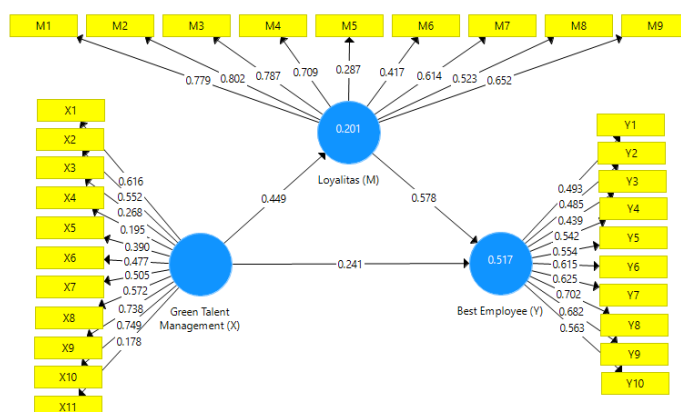 M1 M2 M3 M4 M5 M6 M7 M8 M9
0.779 0.802 0.787 0.709 0.287 0.417 0.614 0.523 0.652
0.201
Loyalitas (M)
X1
X2
X3
X4
X5
X6
X7
X8
X9
X10
X11
0.616
0.552
0.268
0.195
0.390
0.477
0.505
0.572
0.738
0.749
0.178
Green Talent
Management (X)
0.449
0.578
0.241
0.517
Best Employee (Y)
0.493
0.485
0.439
0.542
0.554
0.615
0.625
0.702
0.682
0.563
Y1
Y2
Y3
Y4
Y5
Y6
Y7
Y8
Y9
Y10